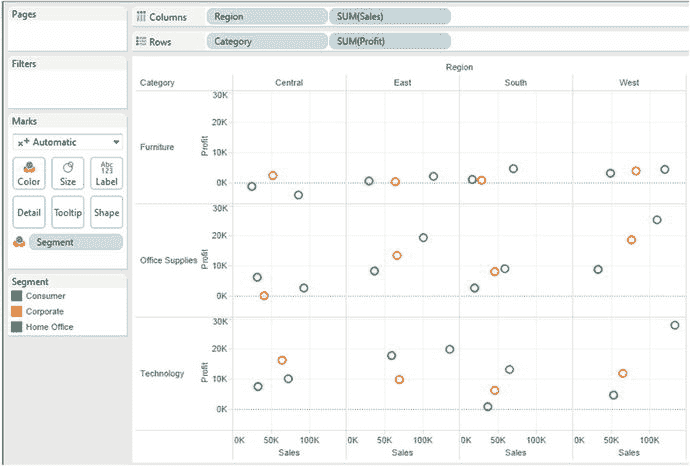 Pages
Columns Region SUM(Sales)
Rows Category SUM(Profit)
Filters
Marks
Automatic
Color Size Abc 123 Label
Detail Tooltip Shape
Segment
Segment
Consumer
Corporate
Home Office
Region
Category Central East South West
Furniture
Profit
30K
20K
10K
0K
Office Supplies
Profit
30K
20K
10K
0K
Technology
Profit
20K
10K
0K
0K 50K 100K 0K 50K 100K 0K 50K 100K 0K 50K 100K
Sales Sales Sales Sales